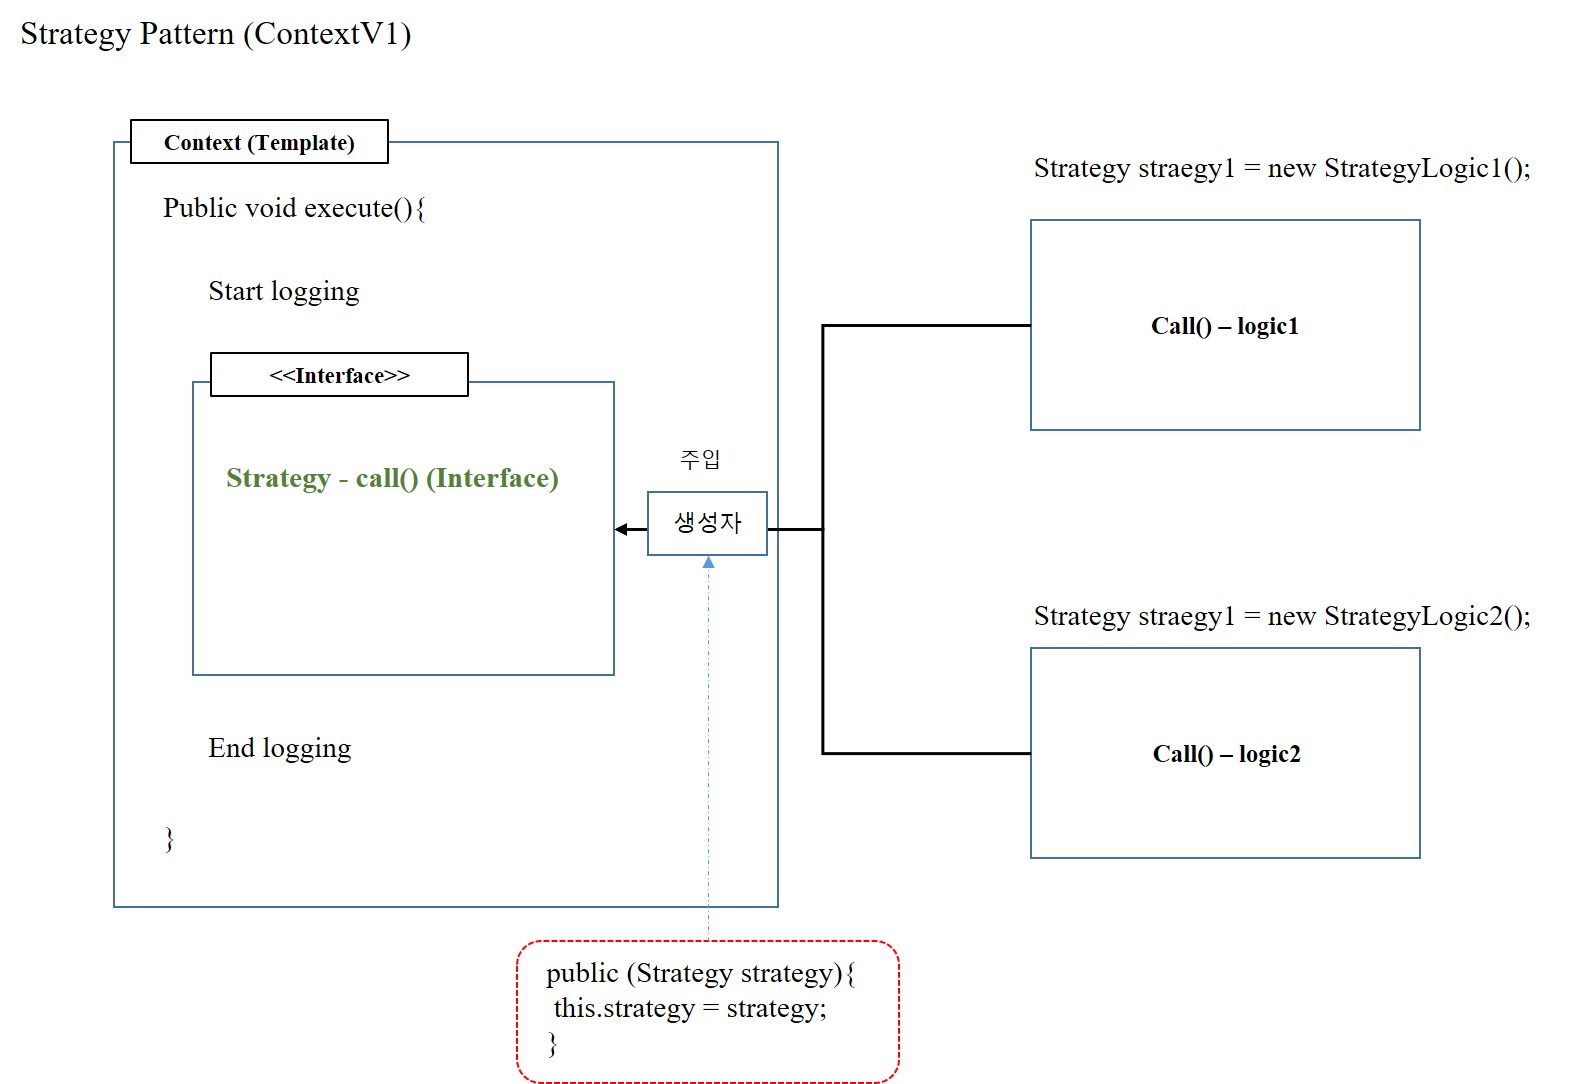 Strategy Pattern (ContextV1)
Context (Template)
Public void execute(){
Start logging
<<Interface>>
Strategy - call() (Interface)
주입
생성자
End logging
}
public (Strategy strategy){
this.strategy = strategy;
}
Strategy straegy1 = new StrategyLogic1();
Call() – logic1
Strategy straegy1 = new StrategyLogic2();
Call() – logic2